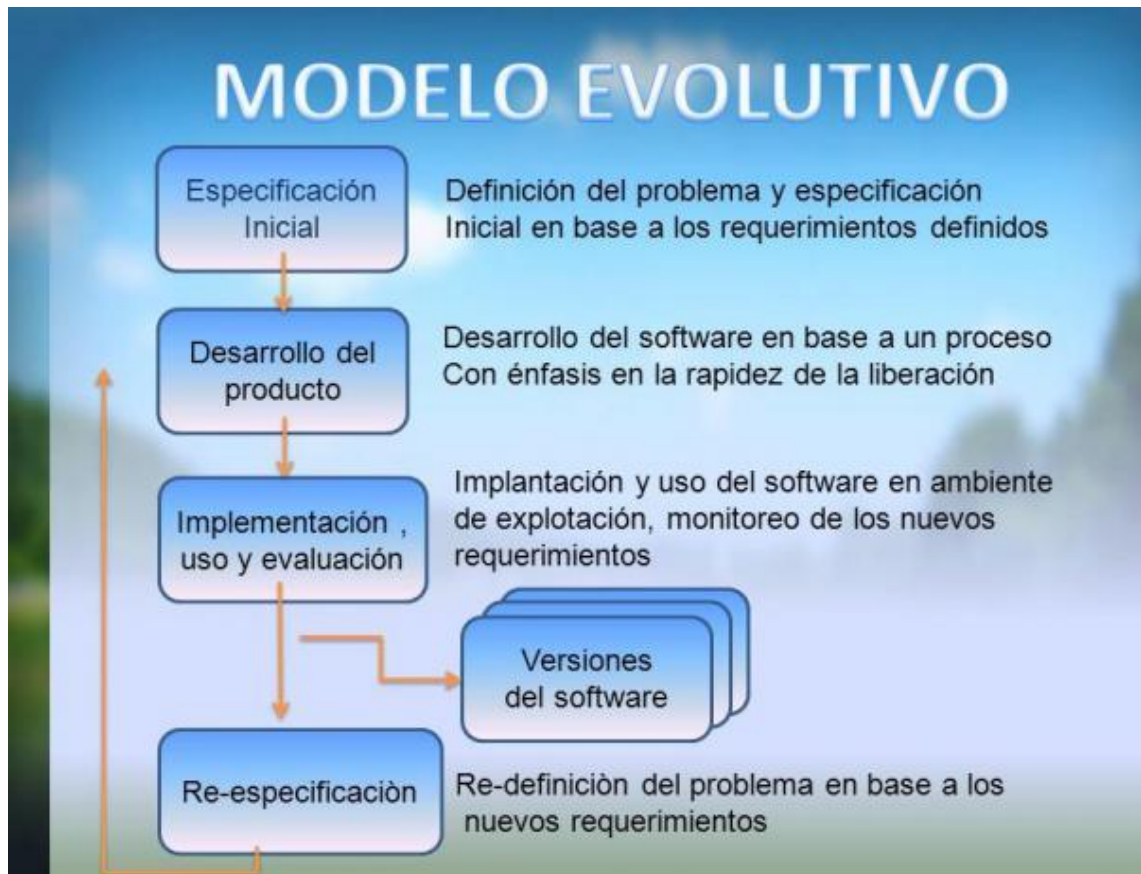 MODELO EVOLUTIVO
Especificación
Inicial
Definición del problema y especificación
Inicial en base a los requerimientos definidos
Desarrollo del
producto
Desarrollo del software en base a un proceso
Con énfasis en la rapidez de la liberación
Implementación ,
uso y evaluación
Implantación y uso del software en ambiente
de explotación, monitoreo de los nuevos
requerimientos
Versiones
del software
Re-especificaciòn
Re-definiciòn del problema en base a los
nuevos requerimientos